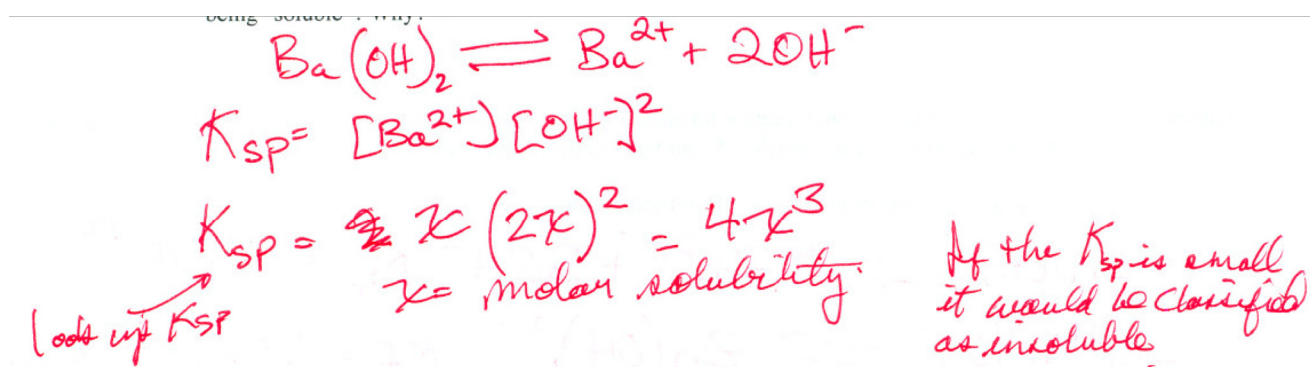 being "soluble". Why?
Ba(OH)₂ ⇌ Ba²⁺ + 2OH⁻
Ksp = [Ba²⁺][OH⁻]²
Ksp = x(2x)² = 4x³
x = molar solubility.
look up Ksp
If the Ksp is small
it would be classified
as insoluble